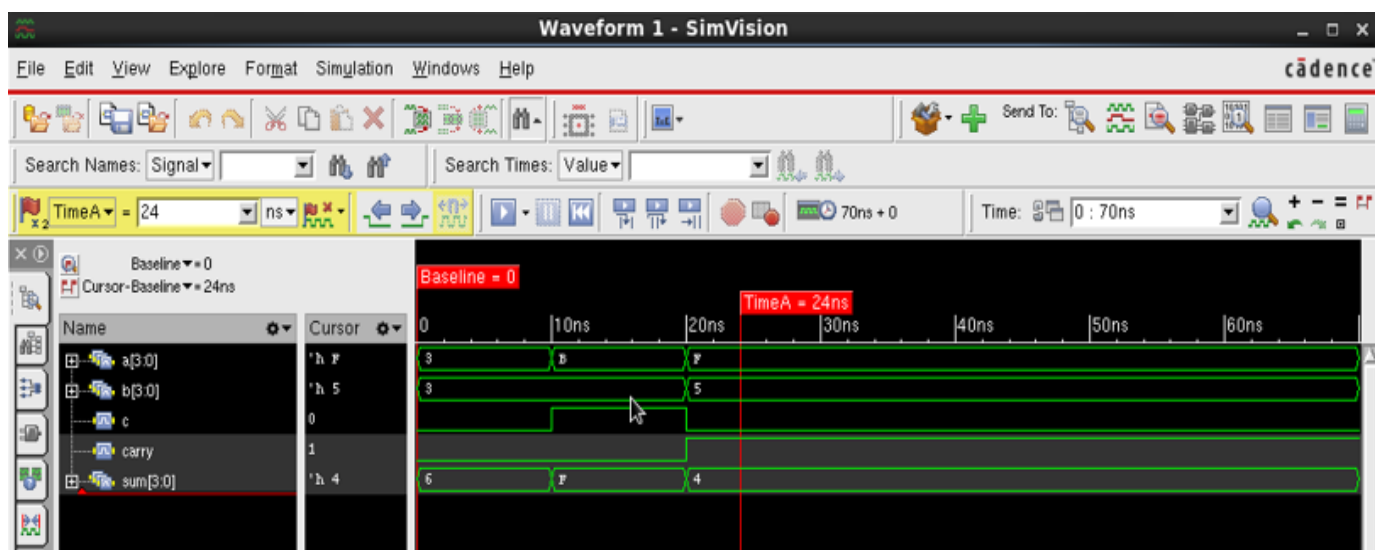 Waveform 1 - SimVision
File Edit View Explore Format Simulation Windows Help cādence
Send To:
Search Names: Signal Search Times: Value
x2 TimeA = 24 ns 70ns + 0 Time: 0 : 70ns
Baseline = 0
Cursor-Baseline = 24ns
Baseline = 0
TimeA = 24ns
Name Cursor 0 10ns 20ns 30ns 40ns 50ns 60ns
a[3:0] 'h F 3 B F
b[3:0] 'h 5 3 5
c 0
carry 1
sum[3:0] 'h 4 6 F 4